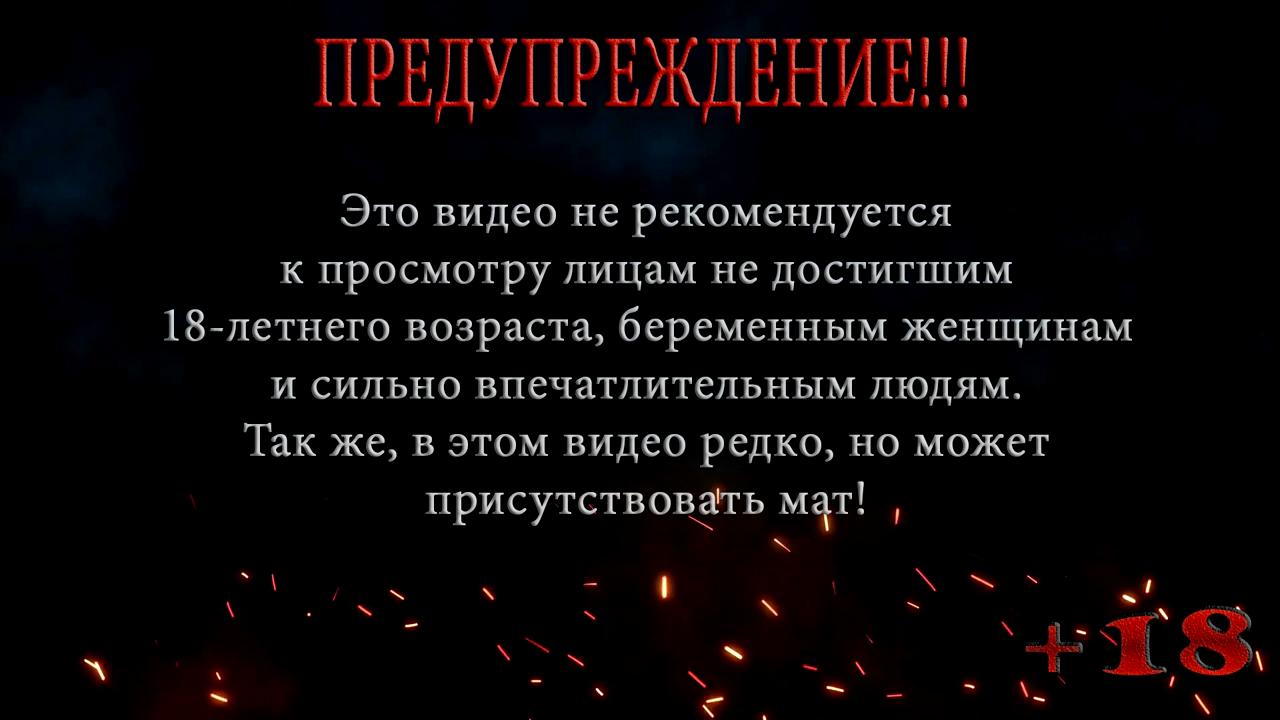 ПРЕДУПРЕЖДЕНИЕ!!!
Это видео не рекомендуется
к просмотру лицам не достигшим
18-летнего возраста, беременным женщинам
и сильно впечатлительным людям.
Так же, в этом видео редко, но может
присутствовать мат!
+18